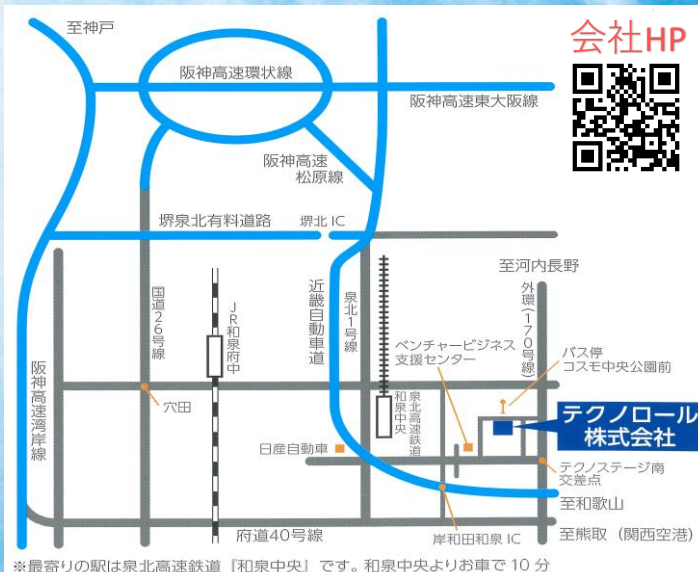 至神戸
会社HP
阪神高速環状線
阪神高速東大阪線
阪神高速
松原線
堺泉北有料道路
堺北 IC
至河内長野
国道26号線
JR和泉府中
近畿自動車道
泉北1号線
外環(170号線)
ベンチャービジネス
支援センター
バス停
コスモ中央公園前
阪神高速湾岸線
穴田
和泉中央
泉北高速鉄道
テクノロール
株式会社
日産自動車
テクノステージ南
交差点
至和歌山
府道40号線
岸和田和泉 IC
至熊取（関西空港）
※最寄りの駅は泉北高速鉄道『和泉中央』です。和泉中央よりお車で 10 分